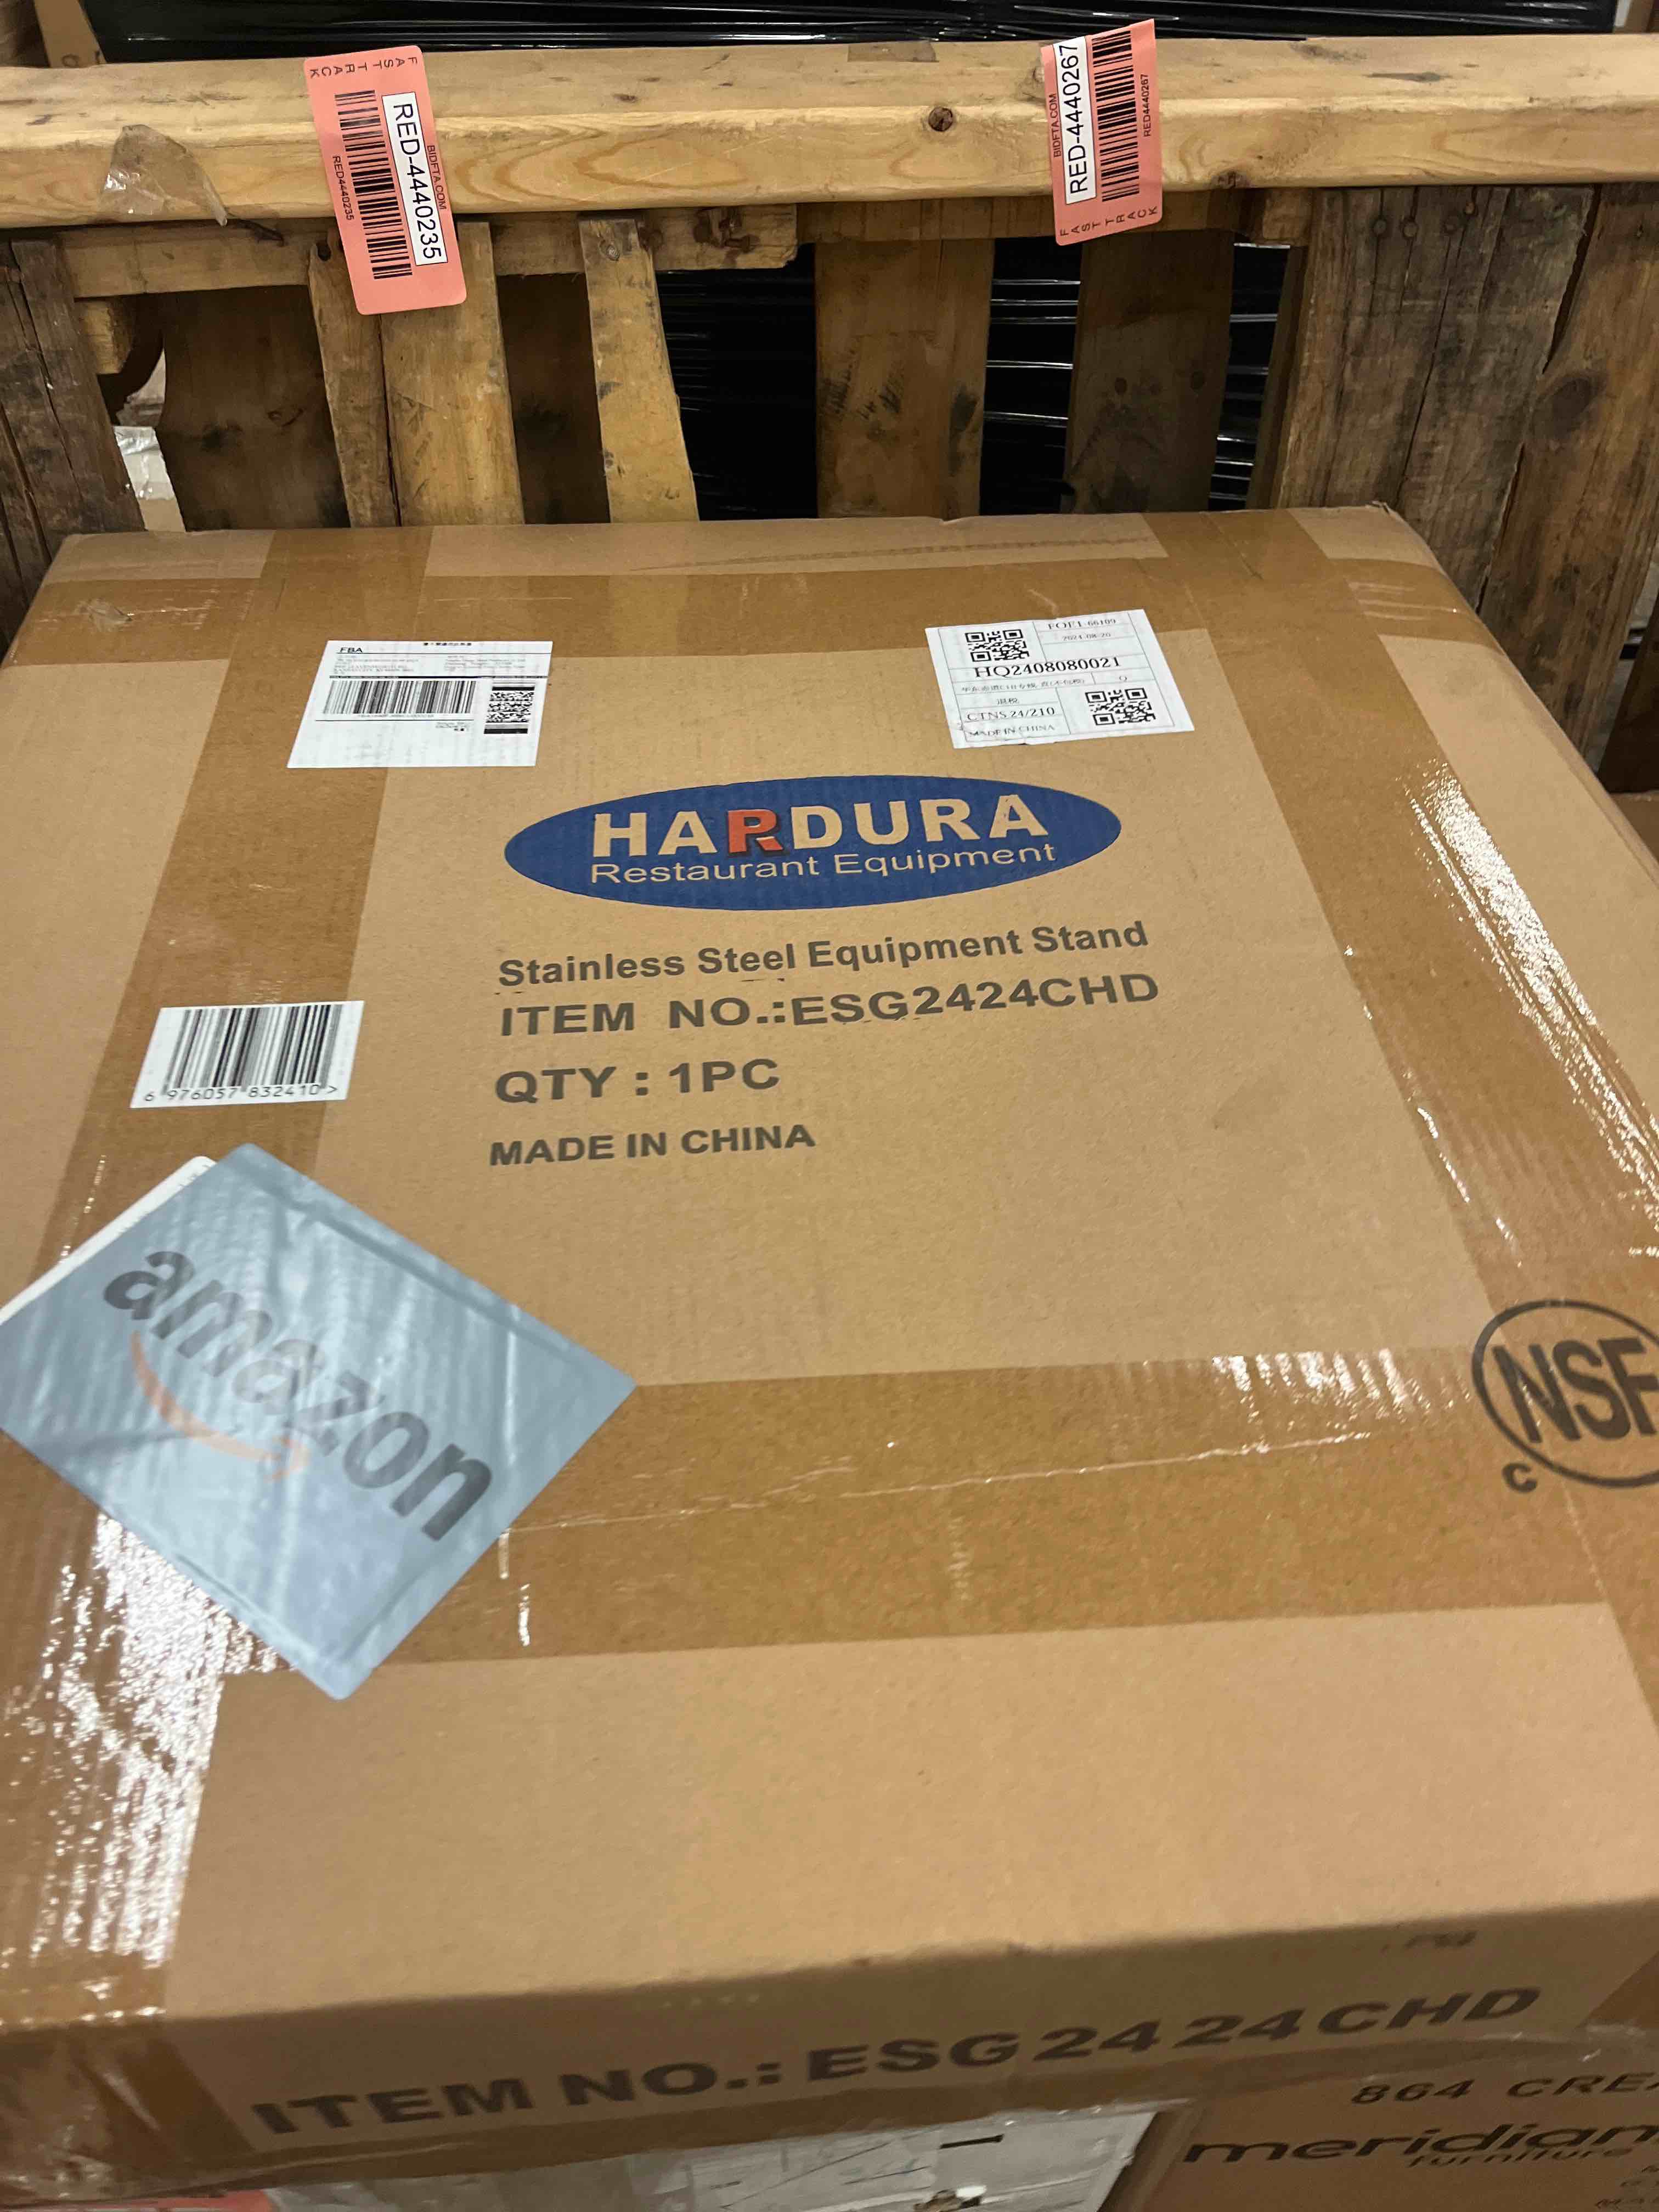 FAST TRACK
RED-4440235
BIDFTA.COM
RED4440235
BIDFTA.COM
RED-4440267
RED4440267
FAST TRACK
FBA
EOE1-66109
HQ2408080021
CTNS 24/210
MADE IN CHINA
HARDURA
Restaurant Equipment
Stainless Steel Equipment Stand
ITEM NO.:ESG2424CHD
QTY : 1PC
MADE IN CHINA
6 976057 832410 >
amazon
NSF
C
ITEM NO.: ESG2424CHD
864 CRE
meridian
furniture